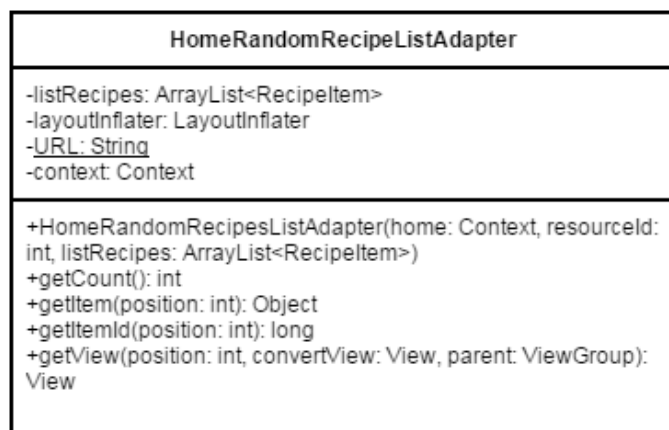 HomeRandomRecipeListAdapter
-listRecipes: ArrayList<RecipeItem>
-layoutInflater: LayoutInflater
-URL: String
-context: Context
+HomeRandomRecipesListAdapter(home: Context, resourceId:
int, listRecipes: ArrayList<RecipeItem>)
+getCount(): int
+getItem(position: int): Object
+getItemId(position: int): long
+getView(position: int, convertView: View, parent: ViewGroup):
View